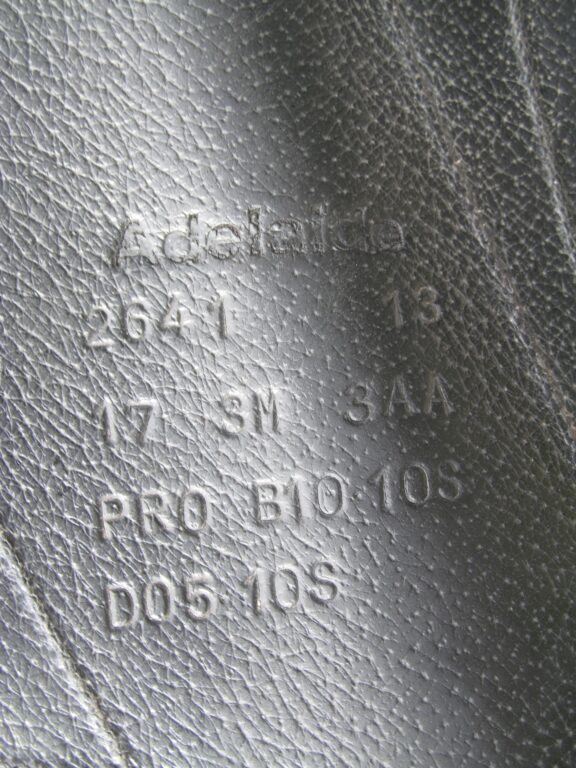 Adelaide
2641 13
17 3M 3AA
PRO B10·10S
D05·10S